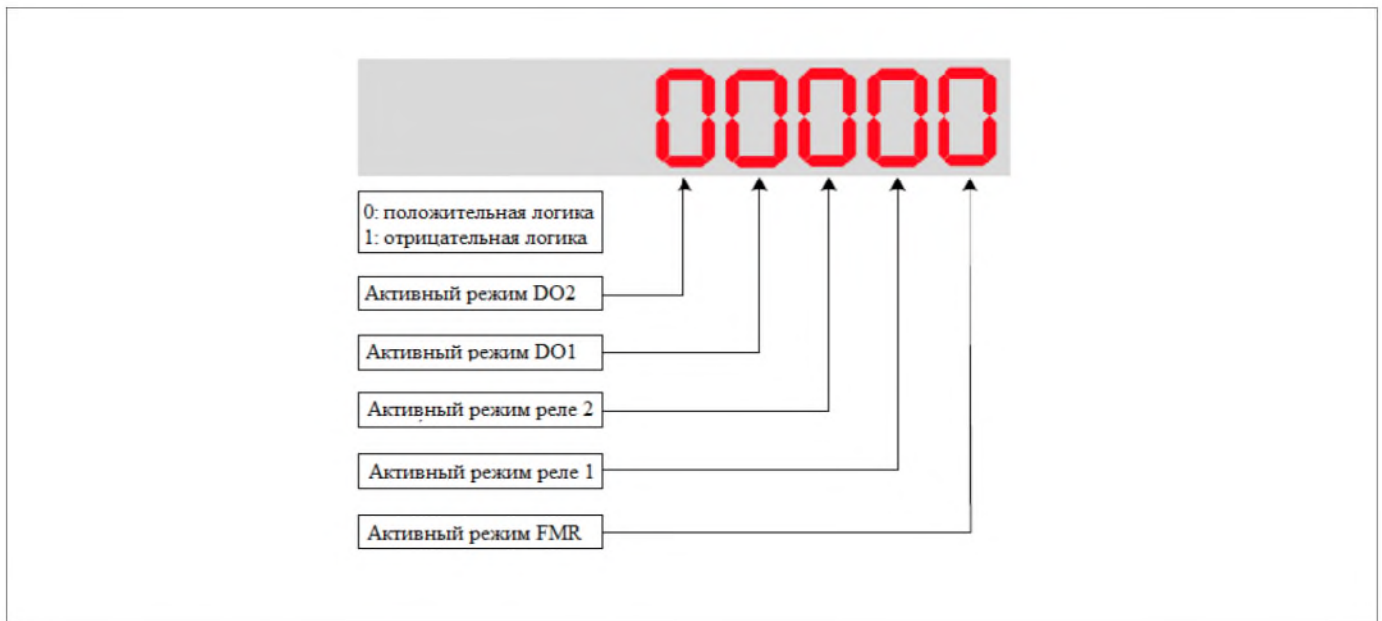 00000
0: положительная логика
1: отрицательная логика
Активный режим DO2
Активный режим DO1
Активный режим реле 2
Активный режим реле 1
Активный режим FMR